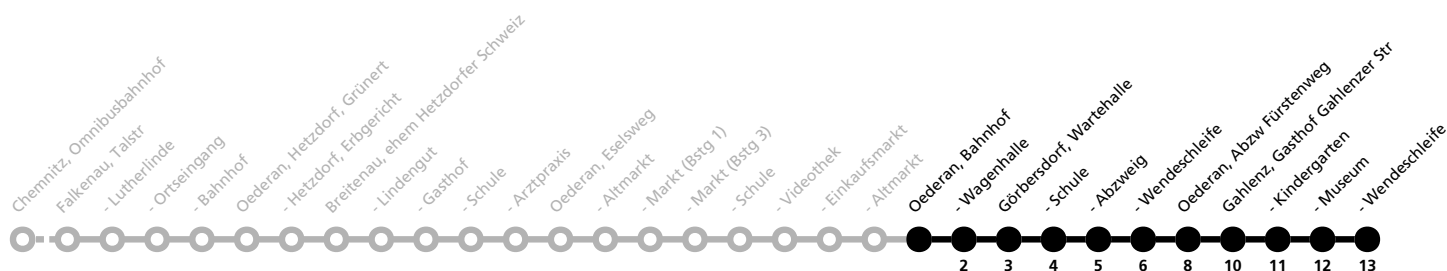 Chemnitz, Omnibusbahnhof
Falkenau, Talstr
- Lutherlinde
- Ortseingang
- Bahnhof
Oederan, Hetzdorf, Grünert
- Hetzdorf, Erbgericht
Breitenau, ehem Hetzdorfer Schweiz
- Lindengut
- Gasthof
- Schule
- Arztpraxis
Oederan, Eselsweg
- Altmarkt
- Markt (Bstg 1)
- Markt (Bstg 3)
- Schule
- Videothek
- Einkaufsmarkt
- Altmarkt
Oederan, Bahnhof
- Wagenhalle
Görbersdorf, Wartehalle
- Schule
- Abzweig
- Wendeschleife
Oederan, Abzw Fürstenweg
Gahlenz, Gasthof Gahlenzer Str
- Kindergarten
- Museum
- Wendeschleife
2 3 4 5 6 8 10 11 12 13